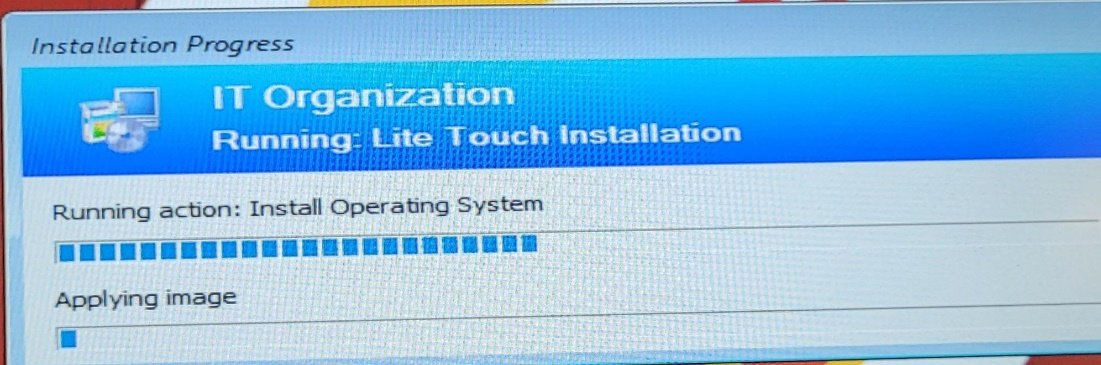 Installation Progress
IT Organization
Running: Lite Touch Installation
Running action: Install Operating System
Applying image